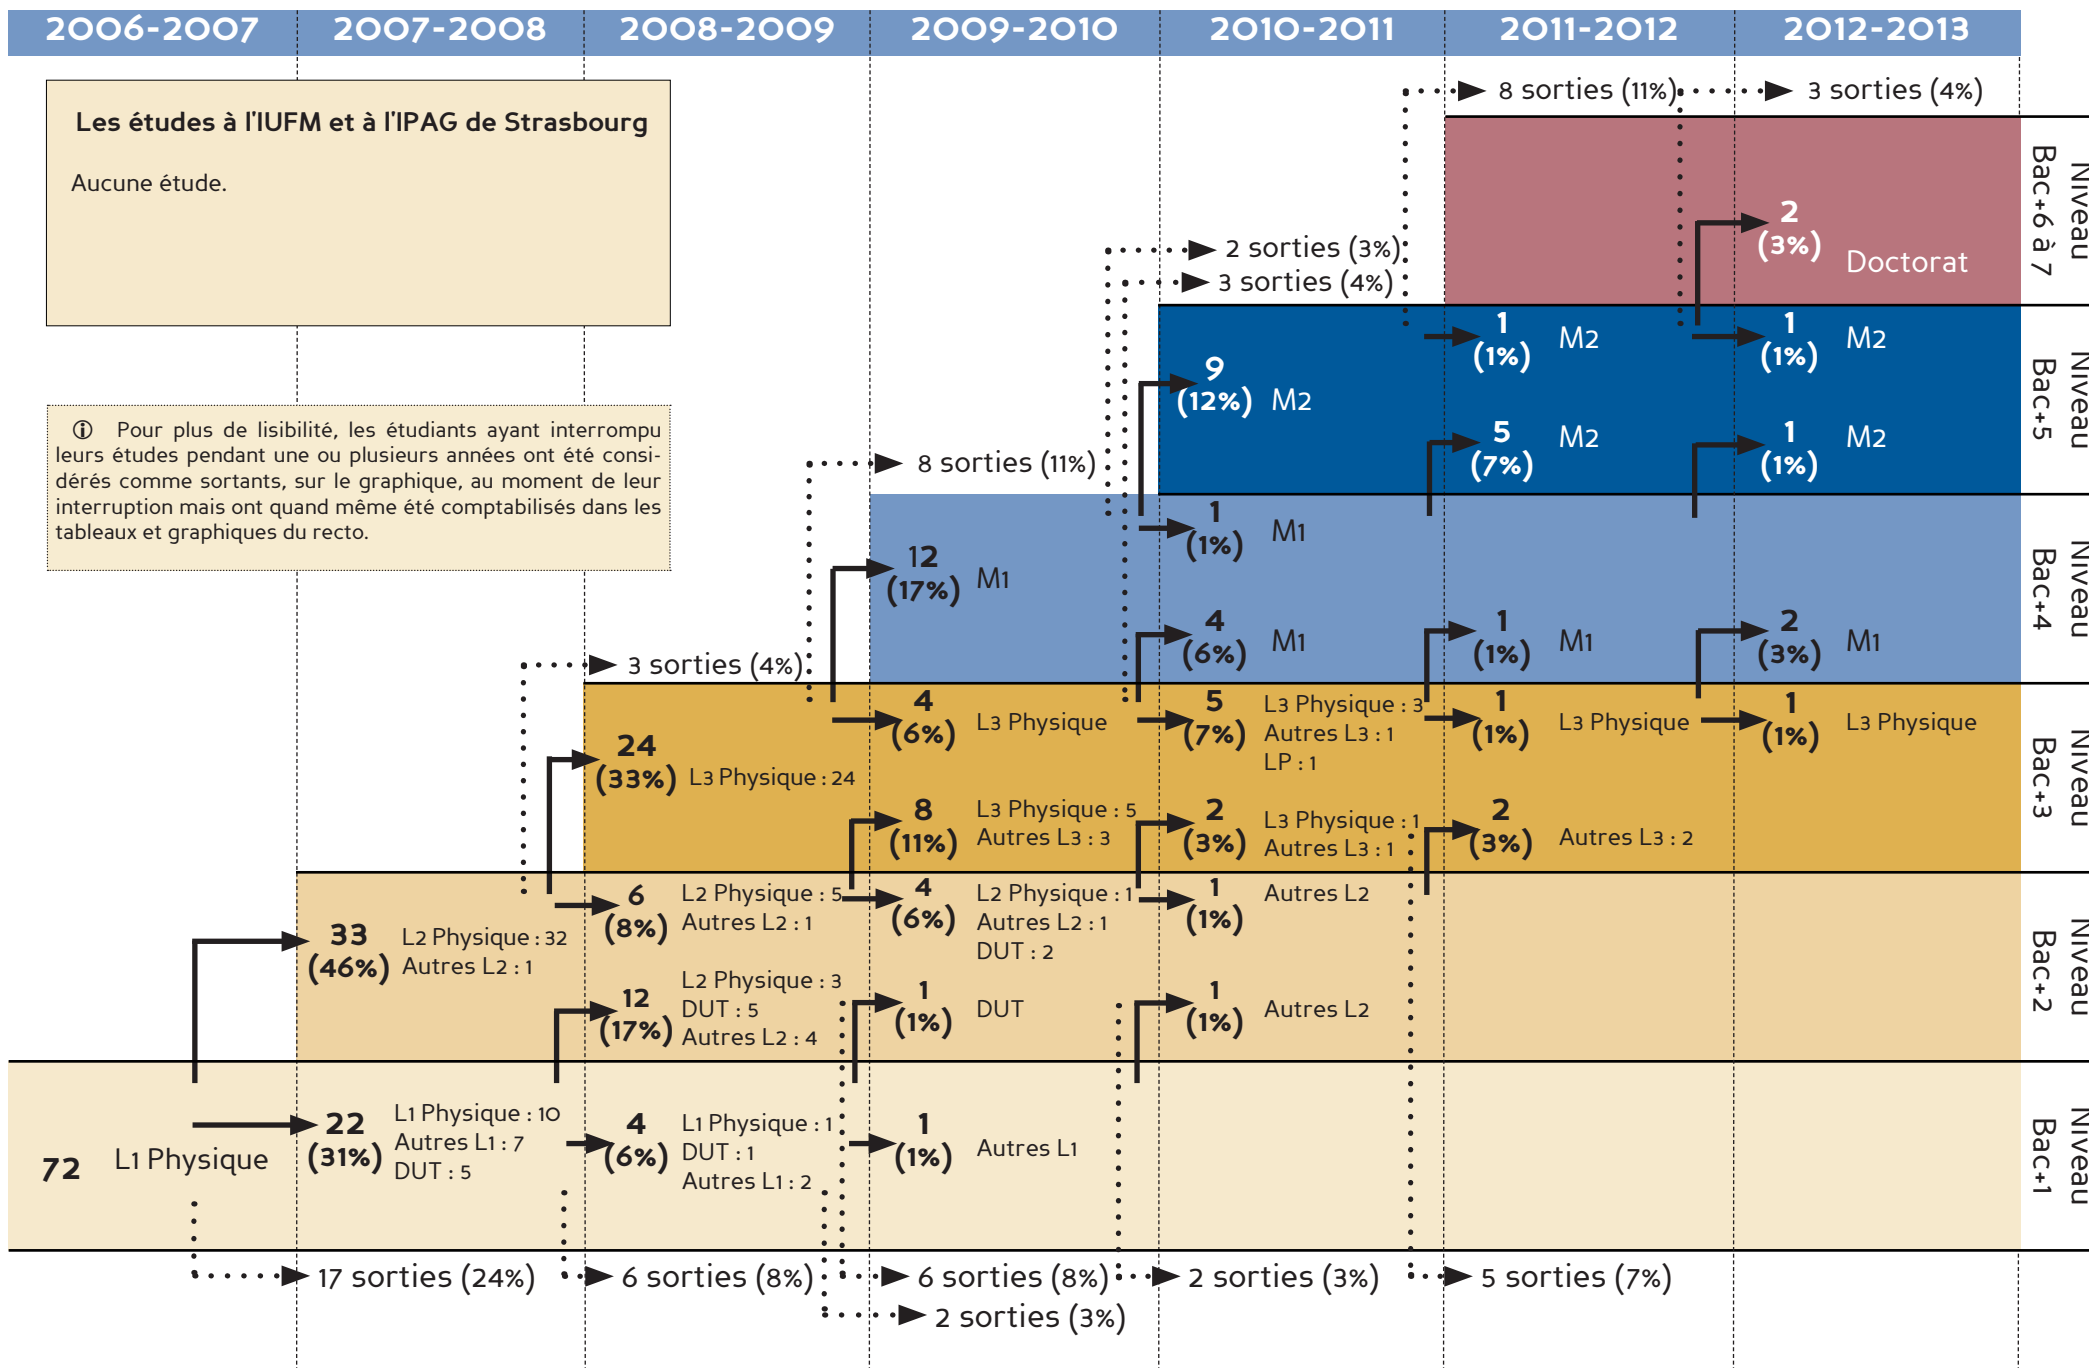 2006-2007
2007-2008
2008-2009
2009-2010
2010-2011
2011-2012
2012-2013
Les études à l'IUFM et à l'IPAG de Strasbourg
Aucune étude.
ⓘ Pour plus de lisibilité, les étudiants ayant interrompu
leurs études pendant une ou plusieurs années ont été consi-
dérés comme sortants, sur le graphique, au moment de leur
interruption mais ont quand même été comptabilisés dans les
tableaux et graphiques du recto.
8 sorties (11%)
3 sorties (4%)
2
(3%)
Doctorat
Niveau
Bac+6 à 7
2 sorties (3%)
3 sorties (4%)
9
(12%)
M2
1
(1%)
M2
1
(1%)
M2
5
(7%)
M2
1
(1%)
M2
Niveau
Bac+5
8 sorties (11%)
12
(17%)
M1
1
(1%)
M1
4
(6%)
M1
1
(1%)
M1
2
(3%)
M1
Niveau
Bac+4
3 sorties (4%)
24
(33%)
L3 Physique : 24
4
(6%)
L3 Physique
8
(11%)
L3 Physique : 5
Autres L3 : 3
5
(7%)
L3 Physique : 3
Autres L3 : 1
LP : 1
2
(3%)
L3 Physique : 1
Autres L3 : 1
1
(1%)
L3 Physique
2
(3%)
Autres L3 : 2
1
(1%)
L3 Physique
Niveau
Bac+3
33
(46%)
L2 Physique : 32
Autres L2 : 1
6
(8%)
L2 Physique : 5
Autres L2 : 1
12
(17%)
L2 Physique : 3
DUT : 5
Autres L2 : 4
4
(6%)
L2 Physique : 1
Autres L2 : 1
DUT : 2
1
(1%)
DUT
1
(1%)
Autres L2
1
(1%)
Autres L2
Niveau
Bac+2
72
L1 Physique
22
(31%)
L1 Physique : 10
Autres L1 : 7
DUT : 5
4
(6%)
L1 Physique : 1
DUT : 1
Autres L1 : 2
1
(1%)
Autres L1
Niveau
Bac+1
17 sorties (24%)
6 sorties (8%)
6 sorties (8%)
2 sorties (3%)
5 sorties (7%)
2 sorties (3%)